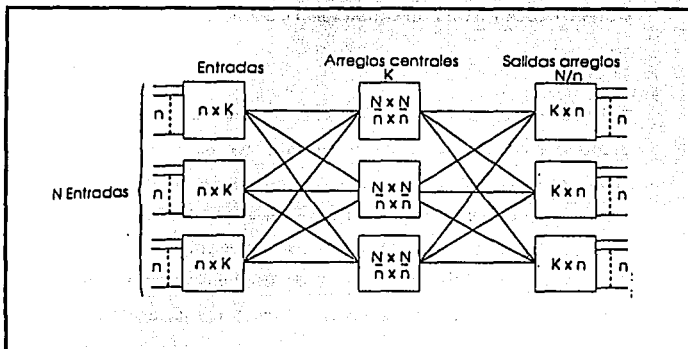 Entradas
Arreglos centrales
K
Salidas arreglos
N/n
N Entradas
n
n x K
N x N
n x n
K x n
n
n
n x K
N x N
n x n
K x n
n
n
n x K
N x N
n x n
K x n
n